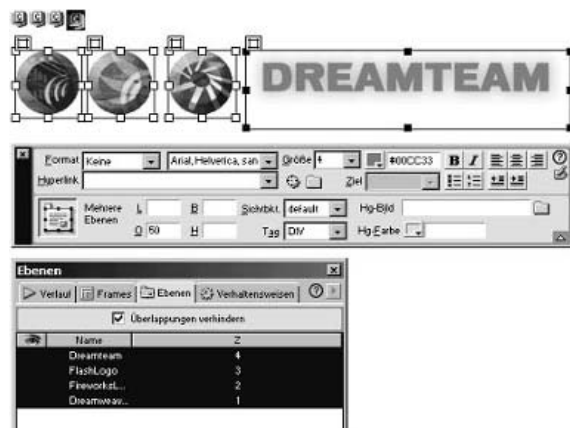 DREAMTEAM
Format Keine Arial, Helvetica, san Größe 4 #00CC33 B I
Hyperlink Ziel
Mehrere Ebenen L B Sichtbkt. default Hg-Bild
O 60 H Tag DIV Hg-Farbe
Ebenen
Verlauf Frames Ebenen Verhaltensweisen
Überlappungen verhindern
Name Z
Dreamteam 4
FlashLogo 3
FireworksL... 2
Dreamweav... 1